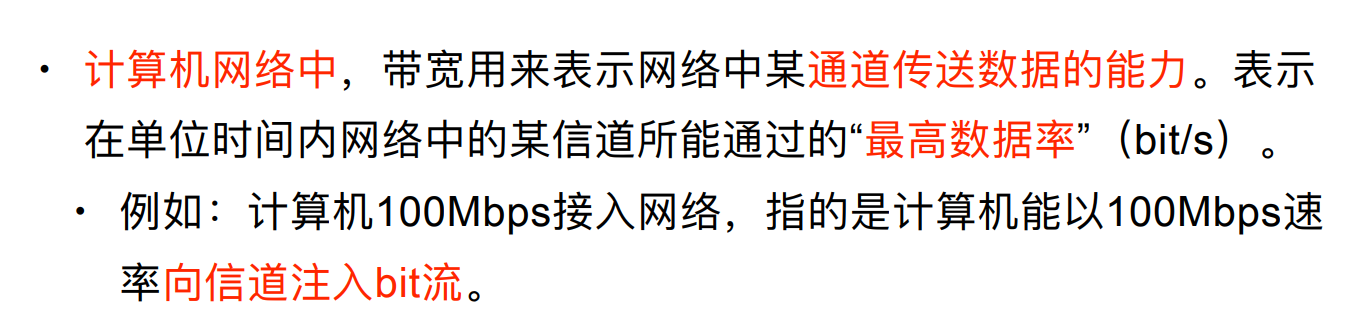 • 计算机网络中，带宽用来表示网络中某通道传送数据的能力。表示
在单位时间内网络中的某信道所能通过的“最高数据率”（bit/s）。
• 例如：计算机100Mbps接入网络，指的是计算机能以100Mbps速
率向信道注入bit流。